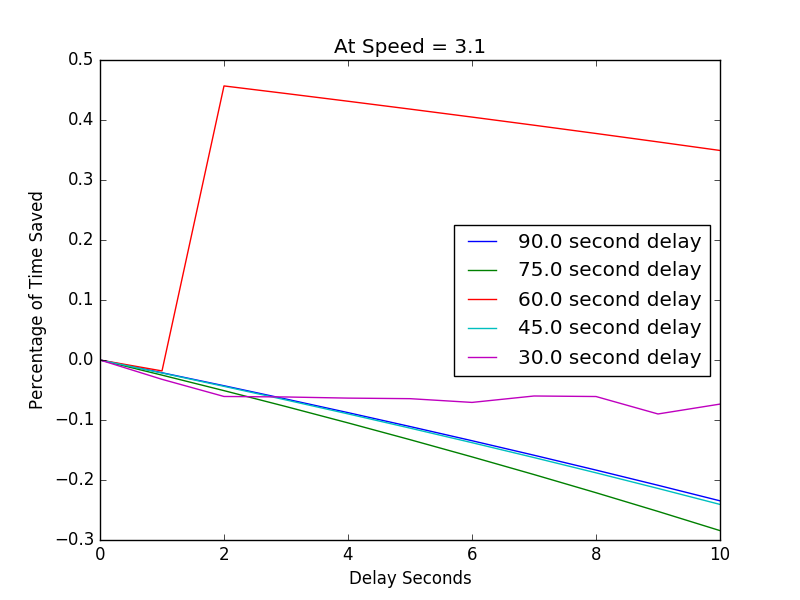 At Speed = 3.1
0.5
0.4
0.3
0.2
0.1
0.0
−0.1
−0.2
−0.3
Percentage of Time Saved
90.0 second delay
75.0 second delay
60.0 second delay
45.0 second delay
30.0 second delay
0 2 4 6 8 10
Delay Seconds